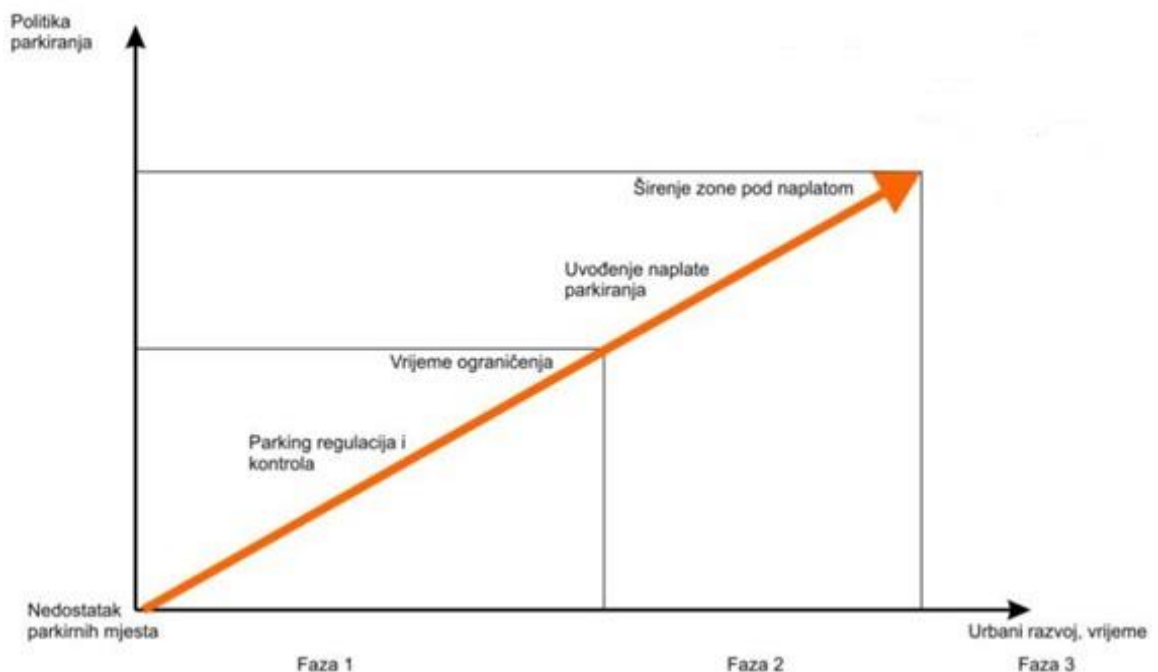 Politika
parkiranja
Širenje zone pod naplatom
Uvođenje naplate
parkiranja
Vrijeme ograničenja
Parking regulacija i
kontrola
Nedostatak
parkirnih mjesta
Urbani razvoj, vrijeme
Faza 1
Faza 2
Faza 3